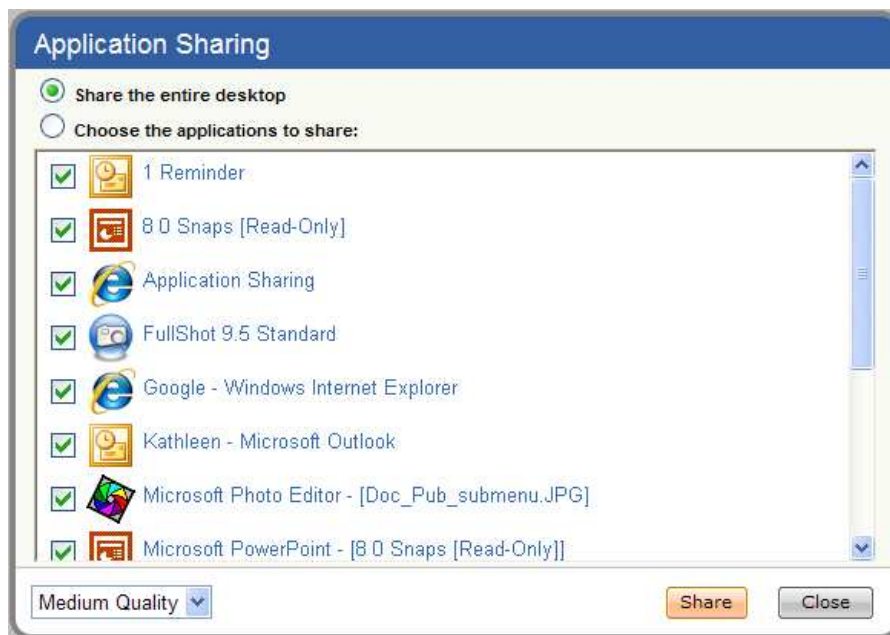 Application Sharing
Share the entire desktop
Choose the applications to share:
1 Reminder
8 0 Snaps [Read-Only]
Application Sharing
FullShot 9.5 Standard
Google - Windows Internet Explorer
Kathleen - Microsoft Outlook
Microsoft Photo Editor - [Doc_Pub_submenu.JPG]
Microsoft PowerPoint - [8 0 Snaps [Read-Only]]
Medium Quality Share Close